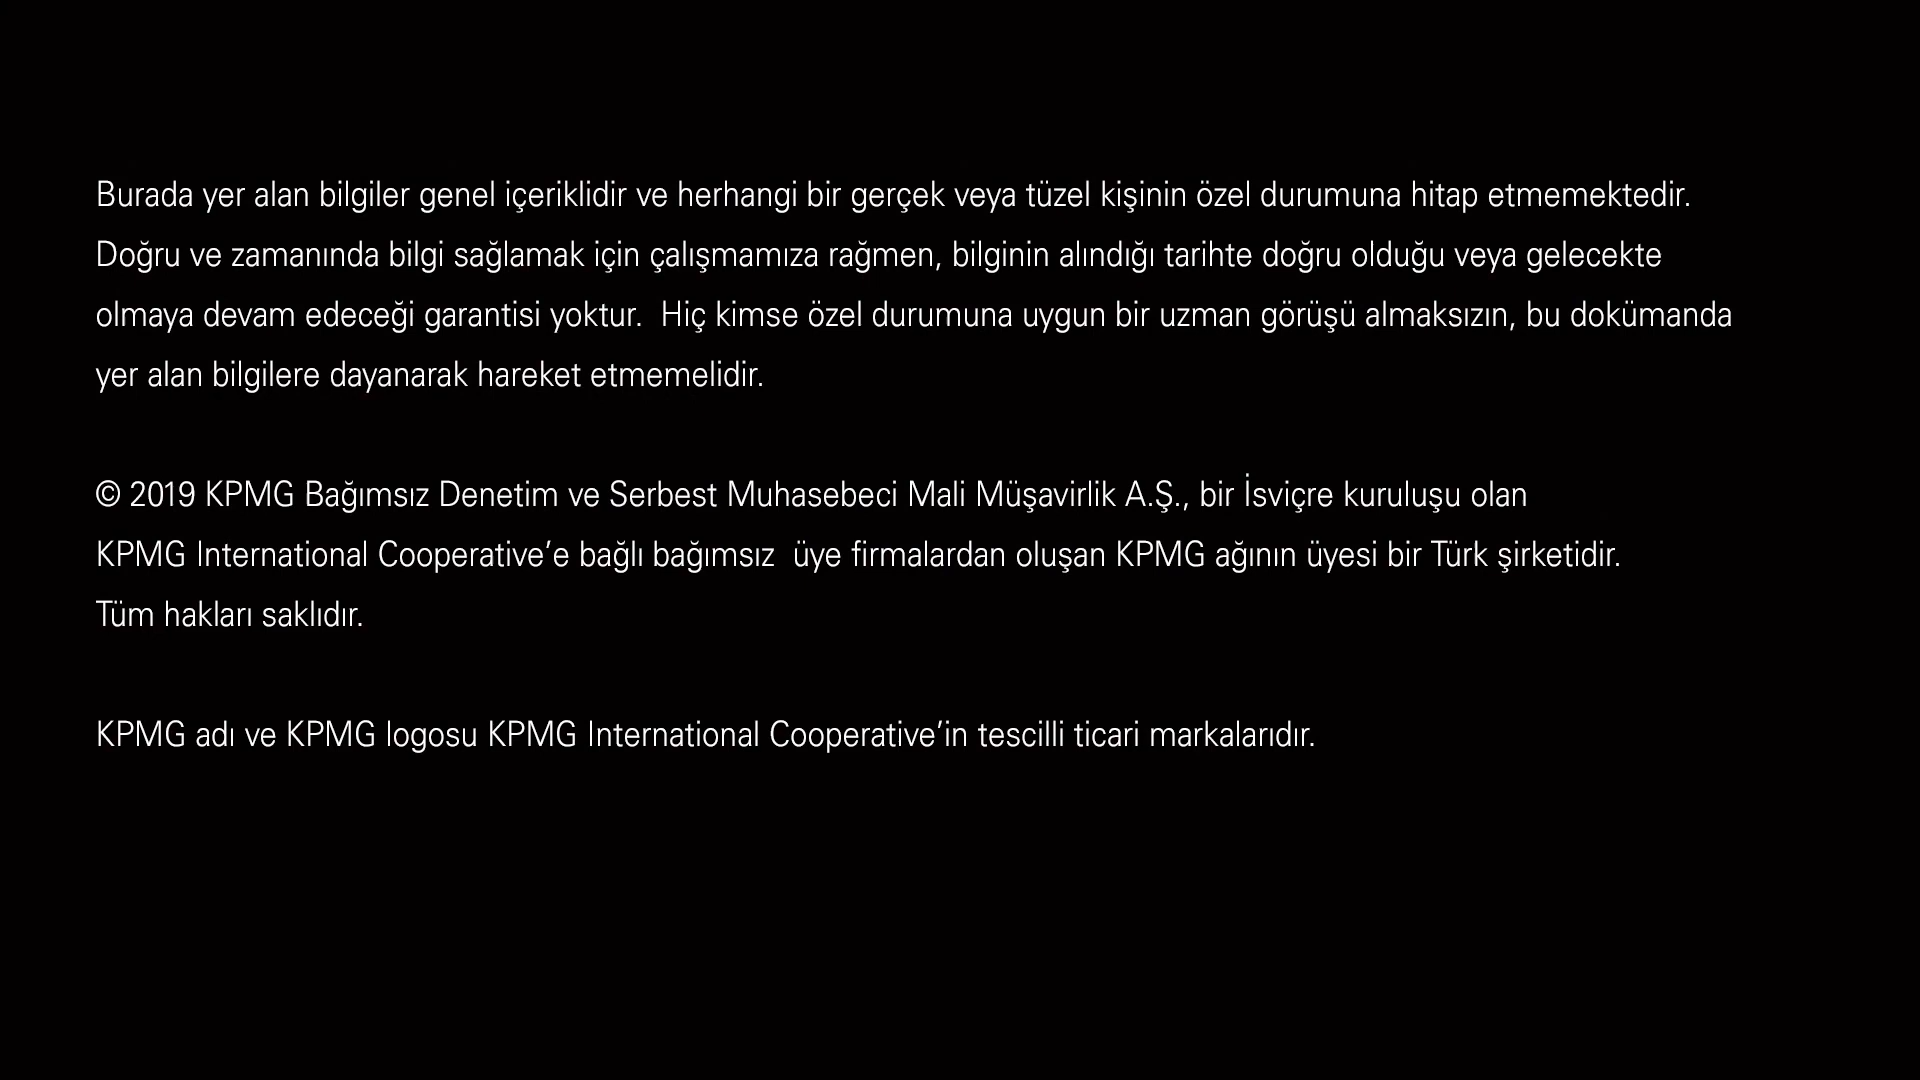 Burada yer alan bilgiler genel içeriklidir ve herhangi bir gerçek veya tüzel kişinin özel durumuna hitap etmemektedir.
Doğru ve zamanında bilgi sağlamak için çalışmamıza rağmen, bilginin alındığı tarihte doğru olduğu veya gelecekte
olmaya devam edeceği garantisi yoktur.  Hiç kimse özel durumuna uygun bir uzman görüşü almaksızın, bu dokümanda
yer alan bilgilere dayanarak hareket etmemelidir.
© 2019 KPMG Bağımsız Denetim ve Serbest Muhasebeci Mali Müşavirlik A.Ş., bir İsviçre kuruluşu olan
KPMG International Cooperative’e bağlı bağımsız  üye firmalardan oluşan KPMG ağının üyesi bir Türk şirketidir.
Tüm hakları saklıdır.
KPMG adı ve KPMG logosu KPMG International Cooperative’in tescilli ticari markalarıdır.